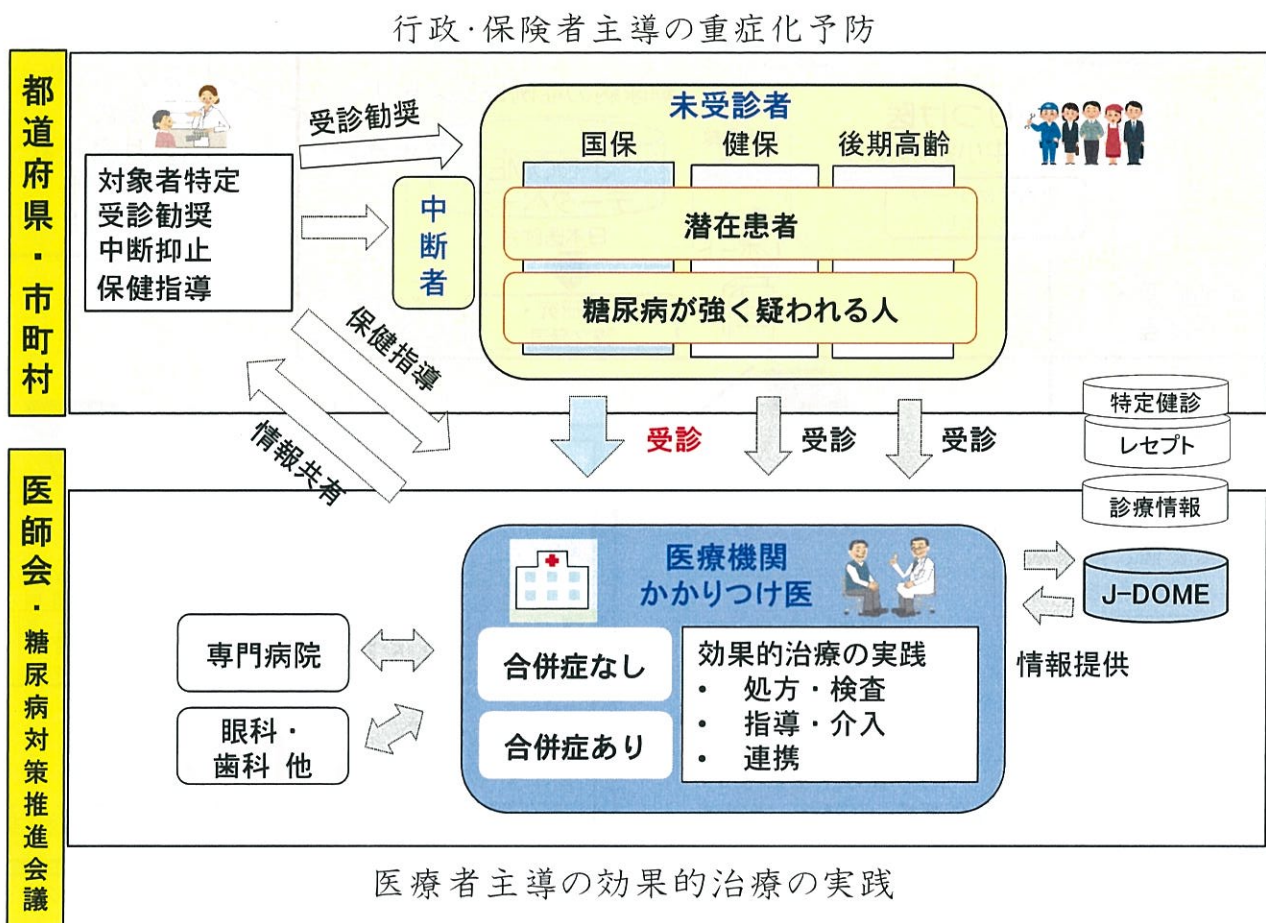 行政・保険者主導の重症化予防
都道府県・市町村
対象者特定
受診勧奨
中断抑止
保健指導
受診勧奨
中断者
未受診者
国保
健保
後期高齢
潜在患者
糖尿病が強く疑われる人
保健指導
情報共有
受診
受診
受診
特定健診
レセプト
診療情報
J-DOME
情報提供
医師会・糖尿病対策推進会議
専門病院
眼科・
歯科 他
医療機関
かかりつけ医
合併症なし
合併症あり
効果的治療の実践
• 処方・検査
• 指導・介入
• 連携
医療者主導の効果的治療の実践